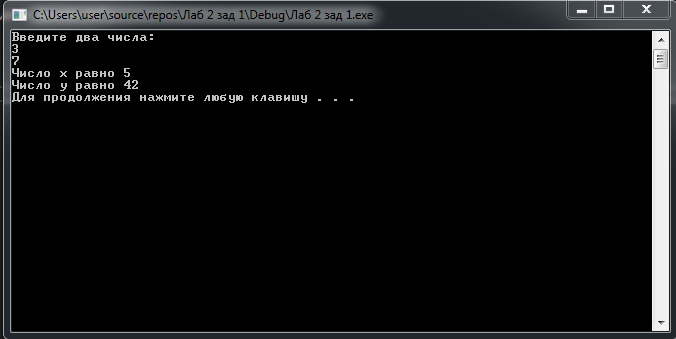 C:\Users\user\source\repos\Лаб 2 зад 1\Debug\Лаб 2 зад 1.exe
Введите два числа:
3
7
Число x равно 5
Число y равно 42
Для продолжения нажмите любую клавишу . . .